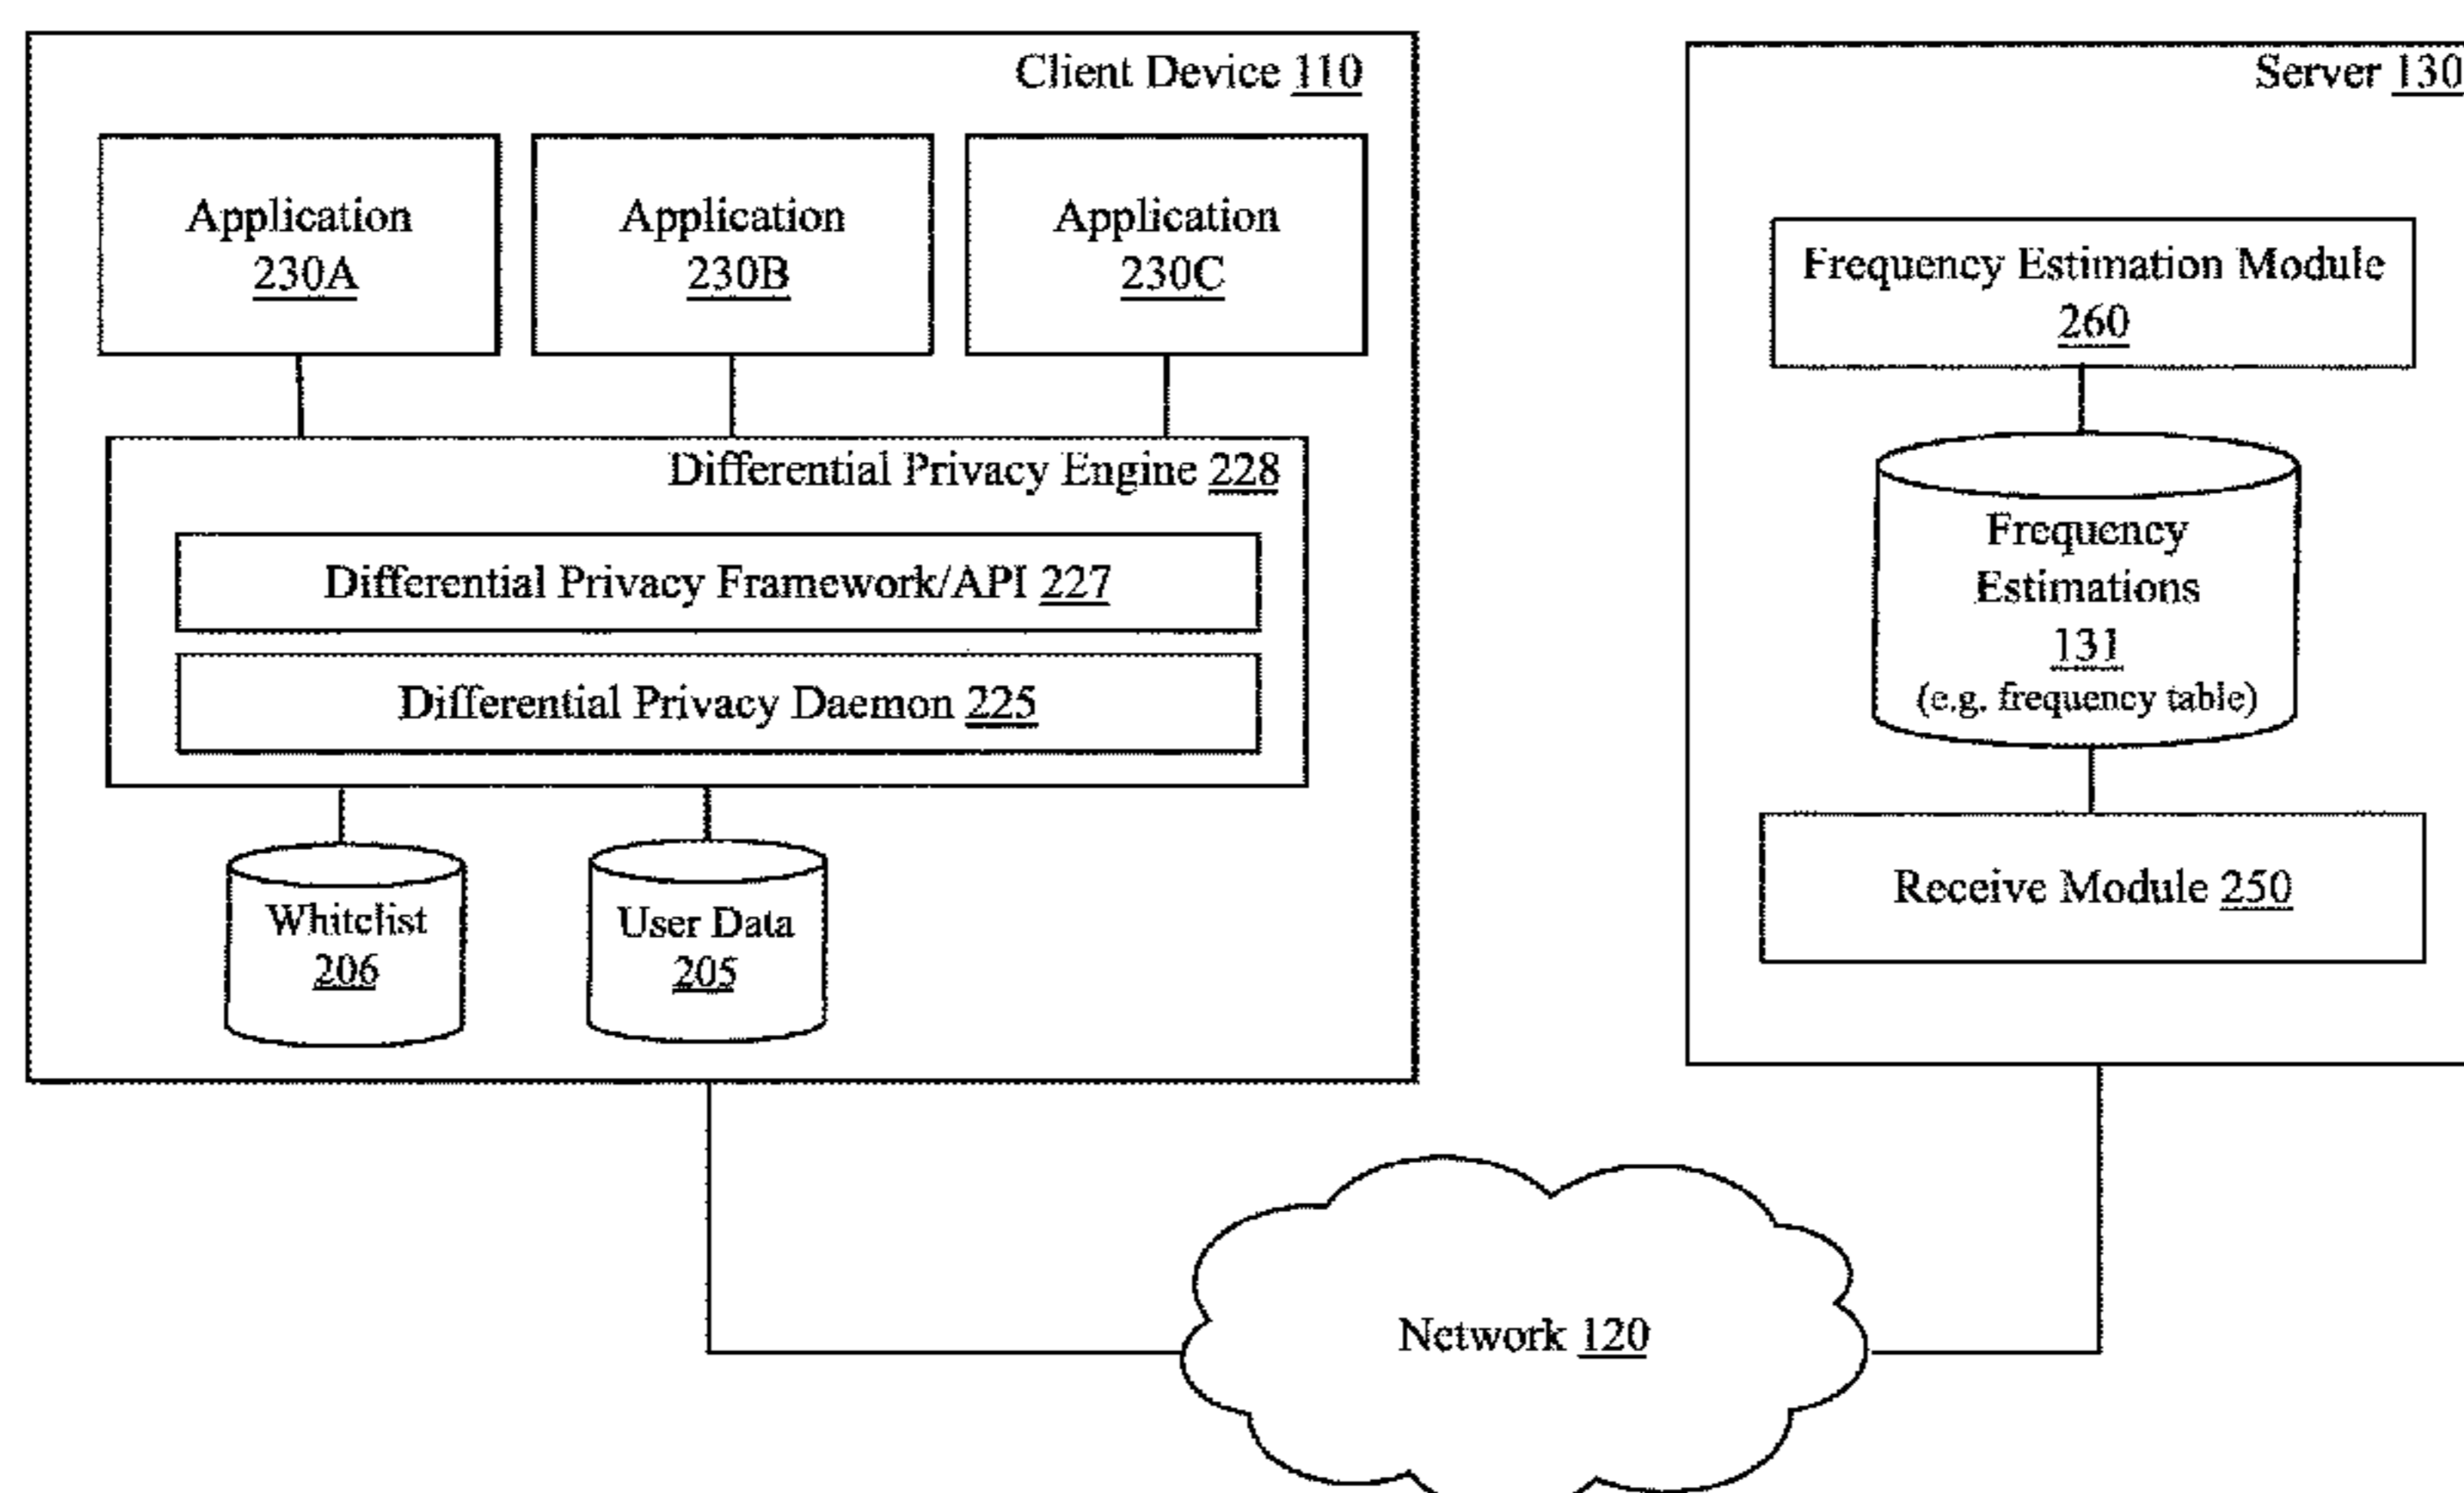 Client Device 110
Application
230A
Application
230B
Application
230C
Differential Privacy Engine 228
Differential Privacy Framework/API 227
Differential Privacy Daemon 225
Whitelist
206
User Data
205
Server 130
Frequency Estimation Module
260
Frequency
Estimations
131
(e.g. frequency table)
Receive Module 250
Network 120